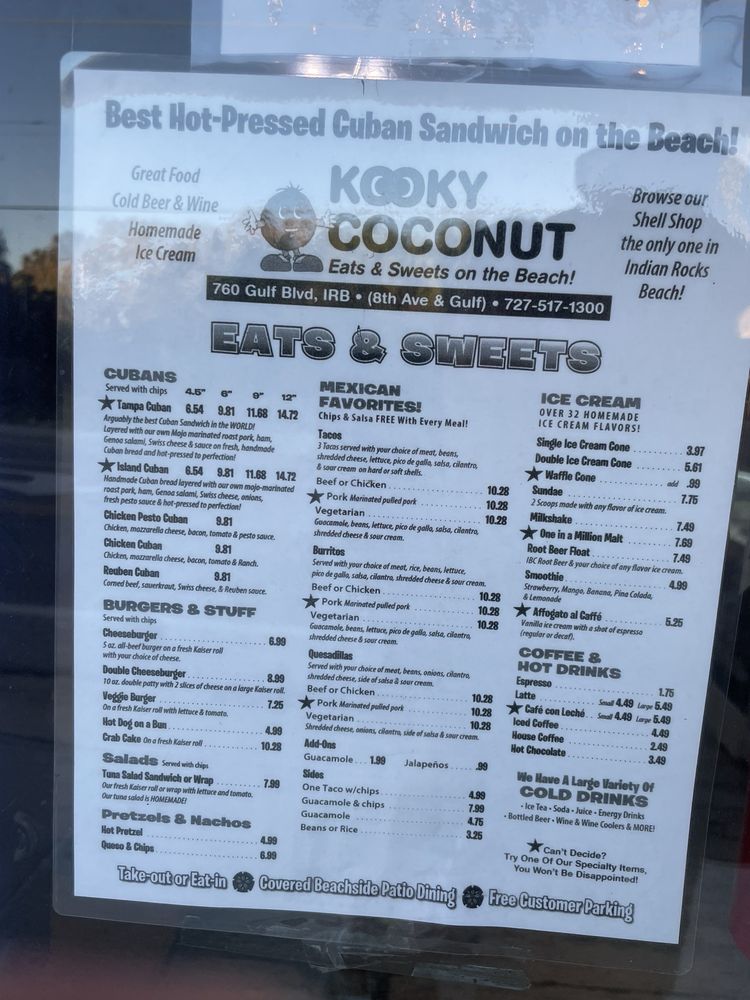 Best Hot-Pressed Cuban Sandwich on the Beach!
Great Food
Cold Beer & Wine
Homemade
Ice Cream
KOOKY
COCONUT
Eats & Sweets on the Beach!
Browse our
Shell Shop
the only one in
Indian Rocks
Beach!
760 Gulf Blvd, IRB • (8th Ave & Gulf) • 727-517-1300
EATS & SWEETS
CUBANS
Served with chips 4.5" 6" 9" 12"
★ Tampa Cuban 6.54 9.81 11.68 14.72
Arguably the best Cuban Sandwich in the WORLD!
Layered with our own Mojo marinated roast pork, ham,
Genoa salami, Swiss cheese & sauce on fresh, handmade
Cuban bread and hot-pressed to perfection!
★ Island Cuban 6.54 9.81 11.68 14.72
Handmade Cuban bread layered with our own mojo-marinated
roast pork, ham, Genoa salami, Swiss cheese, onions,
fresh pesto sauce & hot-pressed to perfection!
Chicken Pesto Cuban 9.81
Chicken, mozzarella cheese, bacon, tomato & pesto sauce.
Chicken Cuban 9.81
Chicken, mozzarella cheese, bacon, tomato & Ranch.
Reuben Cuban 9.81
Corned beef, sauerkraut, Swiss cheese, & Reuben sauce.
BURGERS & STUFF
Served with chips
Cheeseburger 6.99
5 oz. all-beef burger on a fresh Kaiser roll
with your choice of cheese.
Double Cheeseburger 8.99
10 oz. double patty with 2 slices of cheese on a large Kaiser roll.
Veggie Burger 7.25
On a fresh Kaiser roll with lettuce & tomato.
Hot Dog on a Bun 4.99
Crab Cake On a fresh Kaiser roll 10.28
Salads Served with chips
Tuna Salad Sandwich or Wrap 7.99
Our fresh Kaiser roll or wrap with lettuce and tomato.
Our tuna salad is HOMEMADE!
Pretzels & Nachos
Hot Pretzel 4.99
Queso & Chips 6.99
MEXICAN
FAVORITES!
Chips & Salsa FREE With Every Meal!
Tacos
3 Tacos served with your choice of meat, beans,
shredded cheese, lettuce, pico de gallo, salsa, cilantro,
& sour cream on hard or soft shells.
Beef or Chicken 10.28
★ Pork Marinated pulled pork 10.28
Vegetarian 10.28
Guacamole, beans, lettuce, pico de gallo, salsa, cilantro,
shredded cheese & sour cream.
Burritos
Served with your choice of meat, rice, beans, lettuce,
pico de gallo, salsa, cilantro, shredded cheese & sour cream.
Beef or Chicken 10.28
★ Pork Marinated pulled pork 10.28
Vegetarian 10.28
Guacamole, beans, lettuce, pico de gallo, salsa, cilantro,
shredded cheese & sour cream.
Quesadillas
Served with your choice of meat, beans, onions, cilantro,
shredded cheese, side of salsa & sour cream.
Beef or Chicken 10.28
★ Pork Marinated pulled pork 10.28
Vegetarian 10.28
Shredded cheese, onions, cilantro, side of salsa & sour cream.
Add-Ons
Guacamole 1.99 Jalapeños .99
Sides
One Taco w/chips 4.99
Guacamole & chips 7.99
Guacamole 4.75
Beans or Rice 3.25
ICE CREAM
OVER 32 HOMEMADE
ICE CREAM FLAVORS!
Single Ice Cream Cone 3.97
Double Ice Cream Cone 5.61
★ Waffle Cone add .99
Sundae 7.75
2 Scoops made with any flavor of ice cream.
Milkshake 7.49
★ One in a Million Malt 7.69
Root Beer Float 7.49
IBC Root Beer & your choice of any flavor ice cream.
Smoothie 4.99
Strawberry, Mango, Banana, Pina Colada,
& Lemonade
★ Affogato al Caffé 5.25
Vanilla ice cream with a shot of espresso
(regular or decaf).
COFFEE &
HOT DRINKS
Espresso 1.75
Latte Small 4.49 Large 5.49
★ Café con Leché Small 4.49 Large 5.49
Iced Coffee 4.49
House Coffee 2.49
Hot Chocolate 3.49
We Have A Large Variety Of
COLD DRINKS
• Ice Tea • Soda • Juice • Energy Drinks
• Bottled Beer • Wine & Wine Coolers & MORE!
★ Can't Decide?
Try One Of Our Specialty Items,
You Won't Be Disappointed!
Take-out or Eat-in Covered Beachside Patio Dining Free Customer Parking